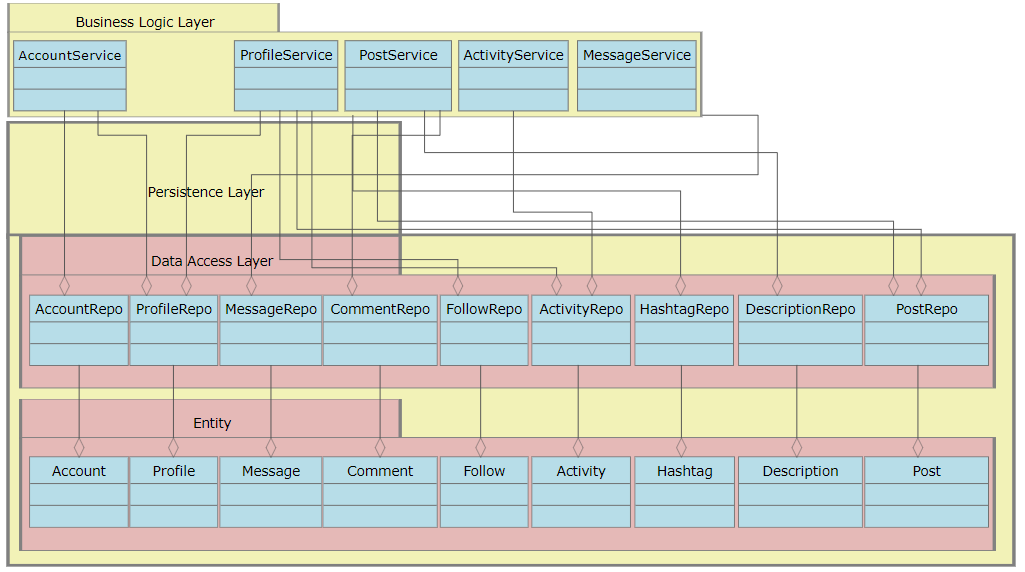 Business Logic Layer
AccountService ProfileService PostService ActivityService MessageService
Persistence Layer
Data Access Layer
AccountRepo ProfileRepo MessageRepo CommentRepo FollowRepo ActivityRepo HashtagRepo DescriptionRepo PostRepo
Entity
Account Profile Message Comment Follow Activity Hashtag Description Post